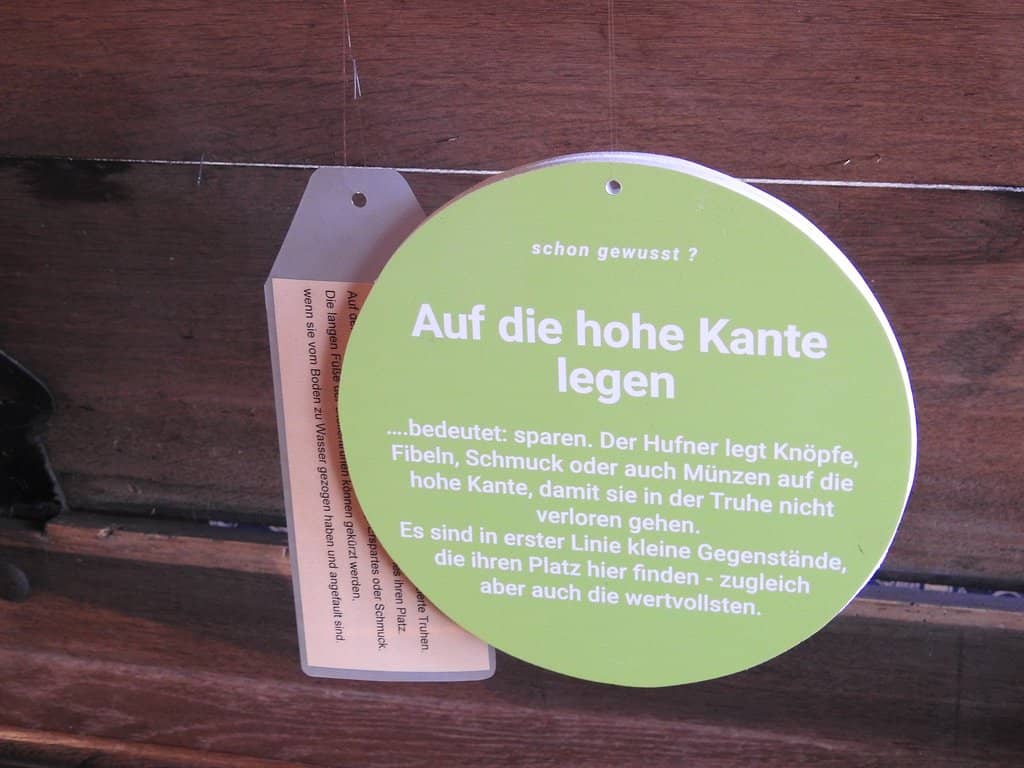 schon gewusst ?
Auf die hohe Kante
legen
....bedeutet: sparen. Der Hufner legt Knöpfe,
Fibeln, Schmuck oder auch Münzen auf die
hohe Kante, damit sie in der Truhe nicht
verloren gehen.
Es sind in erster Linie kleine Gegenstände,
die ihren Platz hier finden - zugleich
aber auch die wertvollsten.
Truhen.
es ihren Platz.
oder Schmuck.
Auf
Die langen Füße der können gekürzt werden.
wenn sie vom Boden zu Wasser gezogen haben und angefault sind.